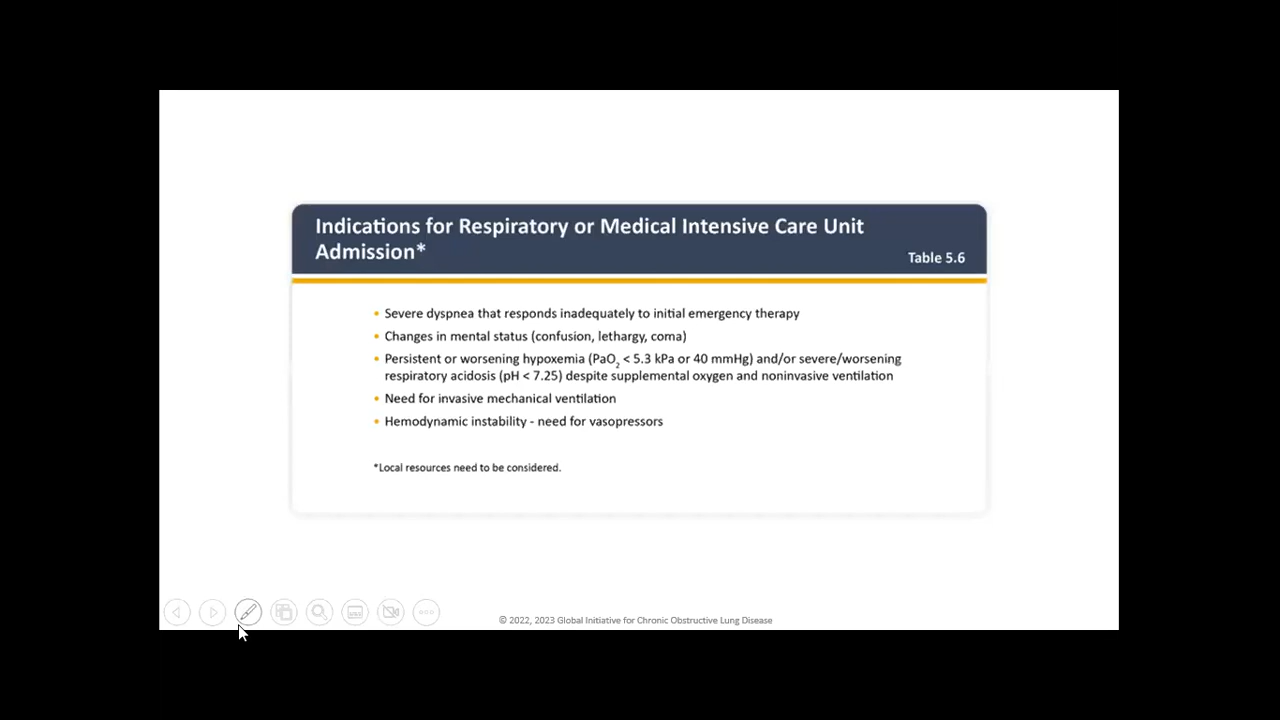 Indications for Respiratory or Medical Intensive Care Unit
Admission*
Table 5.6
• Severe dyspnea that responds inadequately to initial emergency therapy
• Changes in mental status (confusion, lethargy, coma)
• Persistent or worsening hypoxemia (PaO₂ < 5.3 kPa or 40 mmHg) and/or severe/worsening
respiratory acidosis (pH < 7.25) despite supplemental oxygen and noninvasive ventilation
• Need for invasive mechanical ventilation
• Hemodynamic instability - need for vasopressors
*Local resources need to be considered.
© 2022, 2023 Global Initiative for Chronic Obstructive Lung Disease